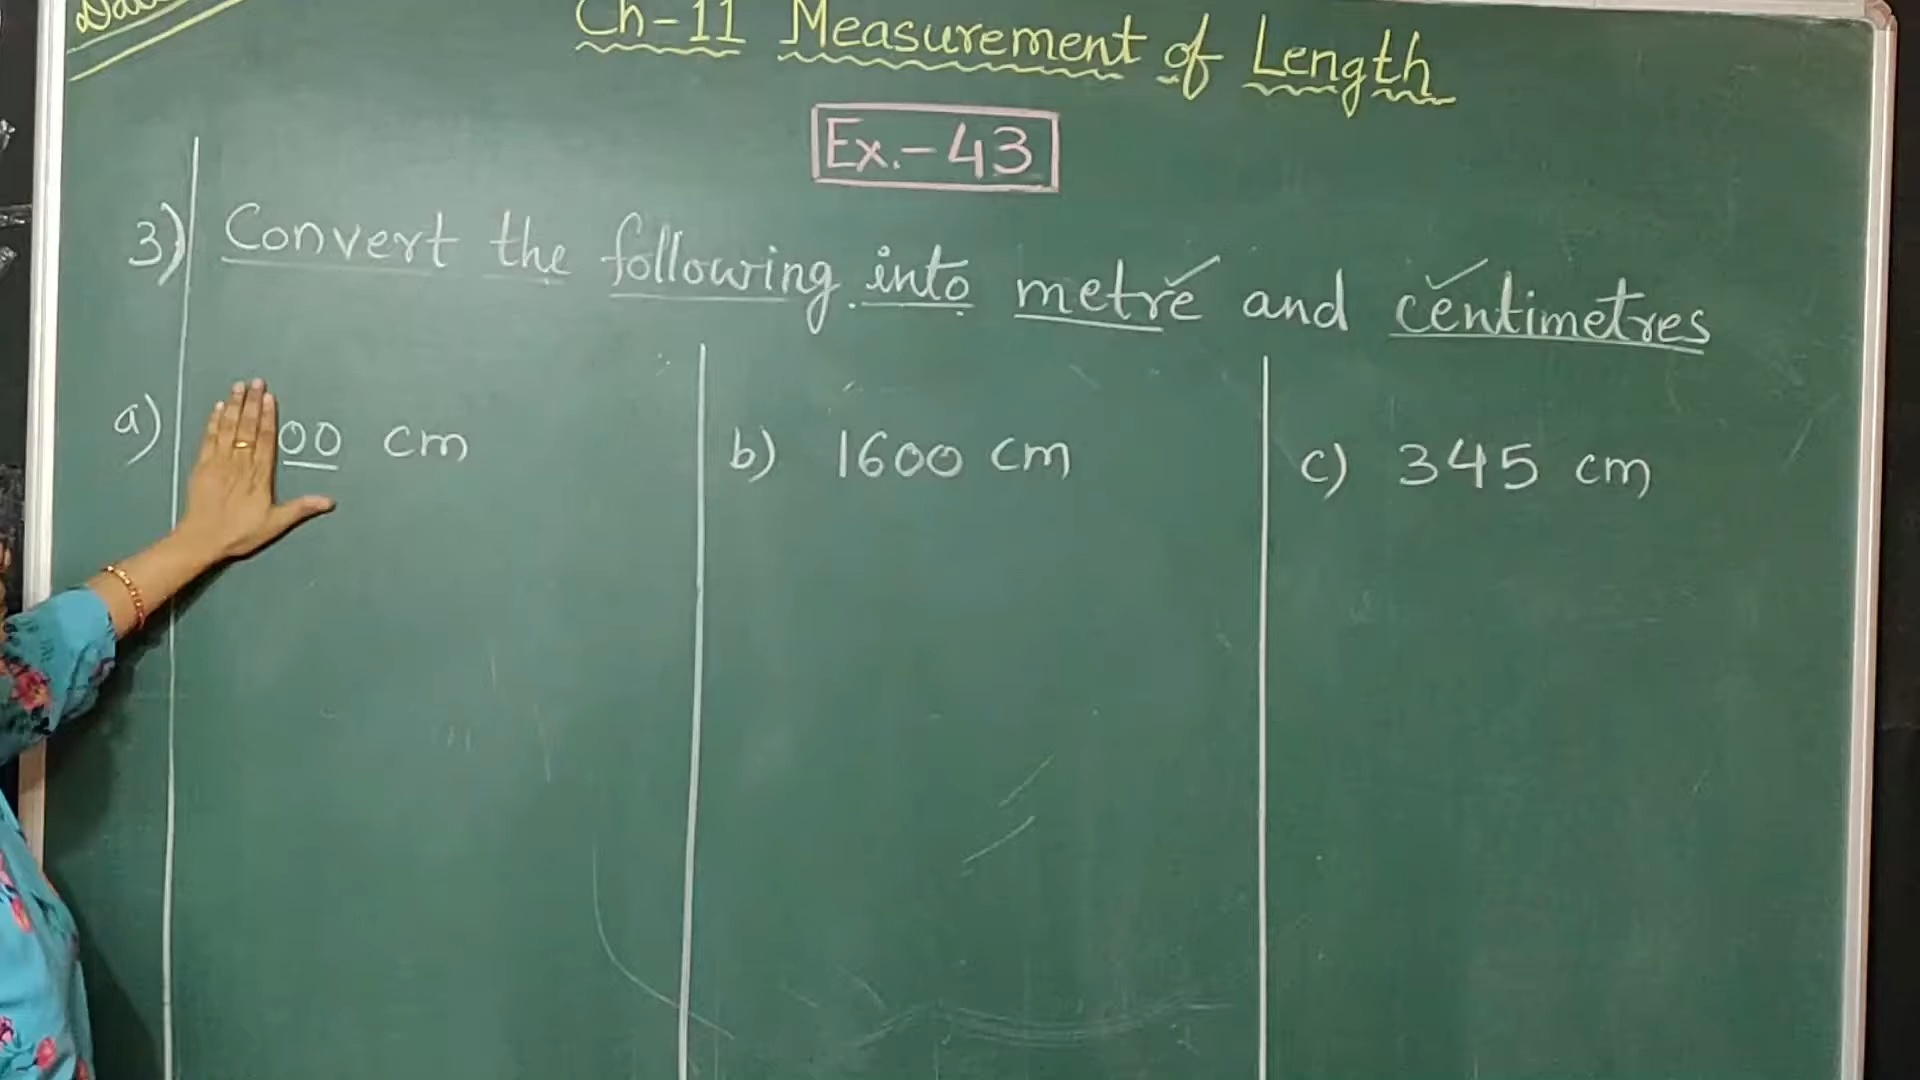 Ch-11 Measurement of Length
Ex.-43
3) Convert the following into metre and centimetres
a) 00 cm
b) 1600 cm
c) 345 cm